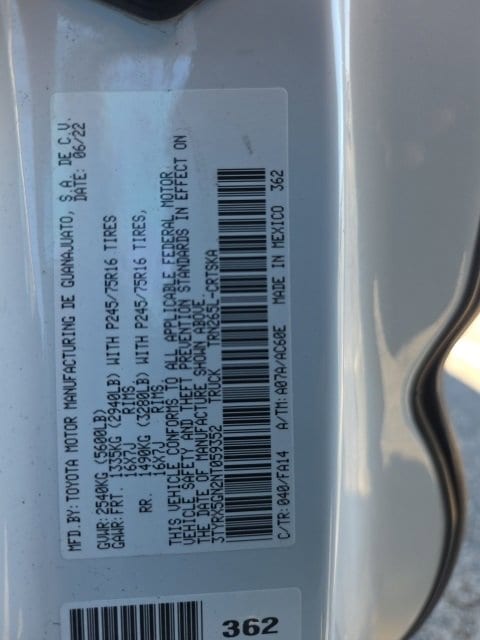 MFD.BY: TOYOTA MOTOR MANUFACTURING DE GUANAJUATO, S.A. DE C.V.
DATE: 06/22
GVWR: 2540KG (5600LB)
GAWR: FRT. 1335KG (2940LB) WITH P245/75R16 TIRES,
16X7J RIMS
RR. 1490KG (3280LB) WITH P245/75R16 TIRES,
16X7J RIMS
THIS VEHICLE CONFORMS TO ALL APPLICABLE FEDERAL MOTOR
VEHICLE SAFETY AND THEFT PREVENTION STANDARDS IN EFFECT ON
THE DATE OF MANUFACTURE SHOWN ABOVE.
3TYRX5GN2NT059352 TRUCK TRN265L-CRTSKA
C/TR: 040/FA14 A/TM: A07A/AC60E MADE IN MEXICO 362
362